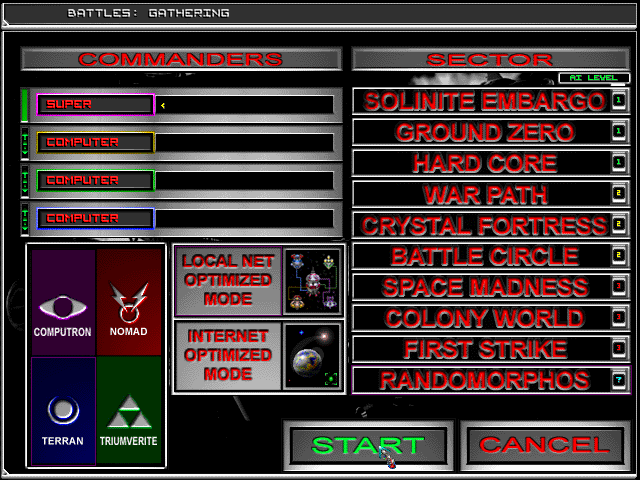 BATTLES: GATHERING
COMMANDERS
SECTOR
AI LEVEL
SUPER
COMPUTER
COMPUTER
COMPUTER
SOLINITE EMBARGO 1
GROUND ZERO 1
HARD CORE 1
WAR PATH 2
CRYSTAL FORTRESS 2
BATTLE CIRCLE 2
SPACE MADNESS 3
COLONY WORLD 3
FIRST STRIKE 3
RANDOMORPHOS ?
COMPUTRON
NOMAD
TERRAN
TRIUMVERITE
LOCAL NET
OPTIMIZED
MODE
INTERNET
OPTIMIZED
MODE
START
CANCEL